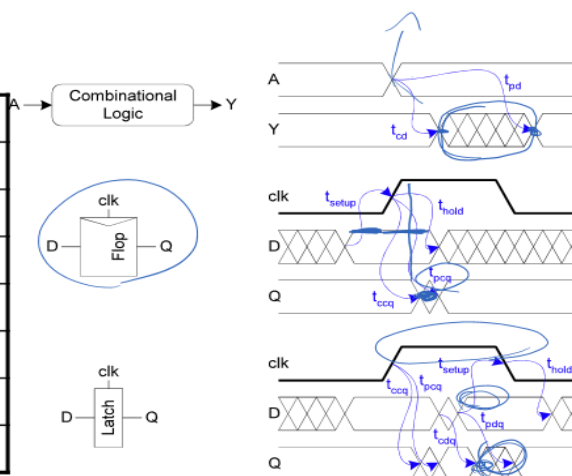 A Combinational Logic Y
A
t_pd
Y
t_cd
clk
Flop
D Q
clk
t_setup
t_hold
D
t_pcq
Q
t_ccq
clk
Latch
D Q
clk
t_setup
t_hold
t_ccq
t_pcq
D
t_pdq
t_cdq
Q